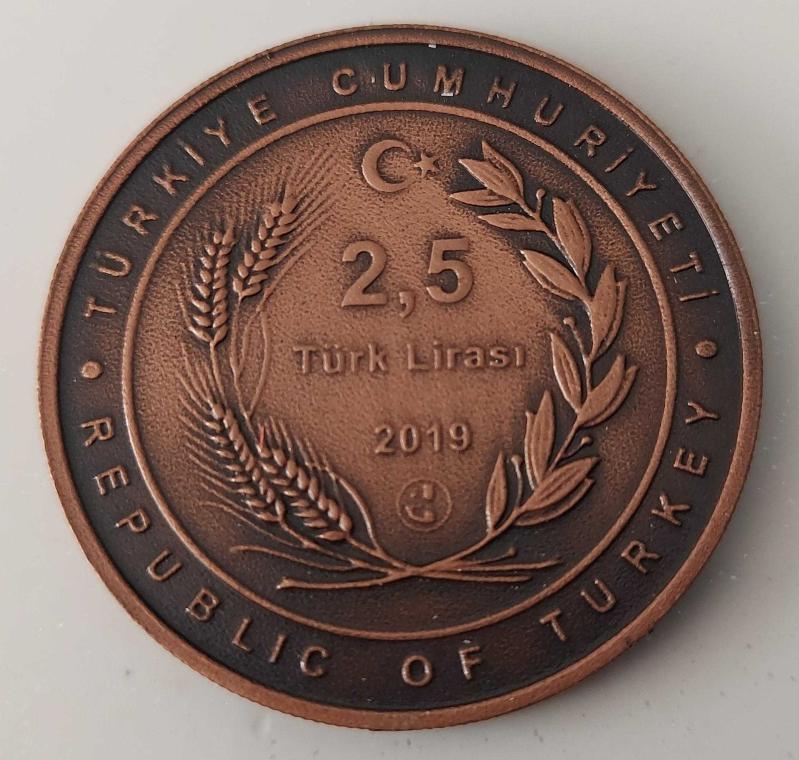 TÜRKİYE CUMHURİYETİ
2,5
Türk Lirası
2019
REPUBLIC OF TURKEY